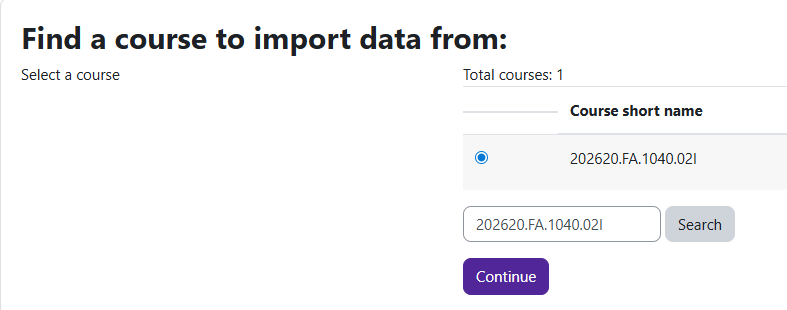 Find a course to import data from:
Select a course
Total courses: 1
Course short name
202620.FA.1040.02I
202620.FA.1040.02I
Search
Continue